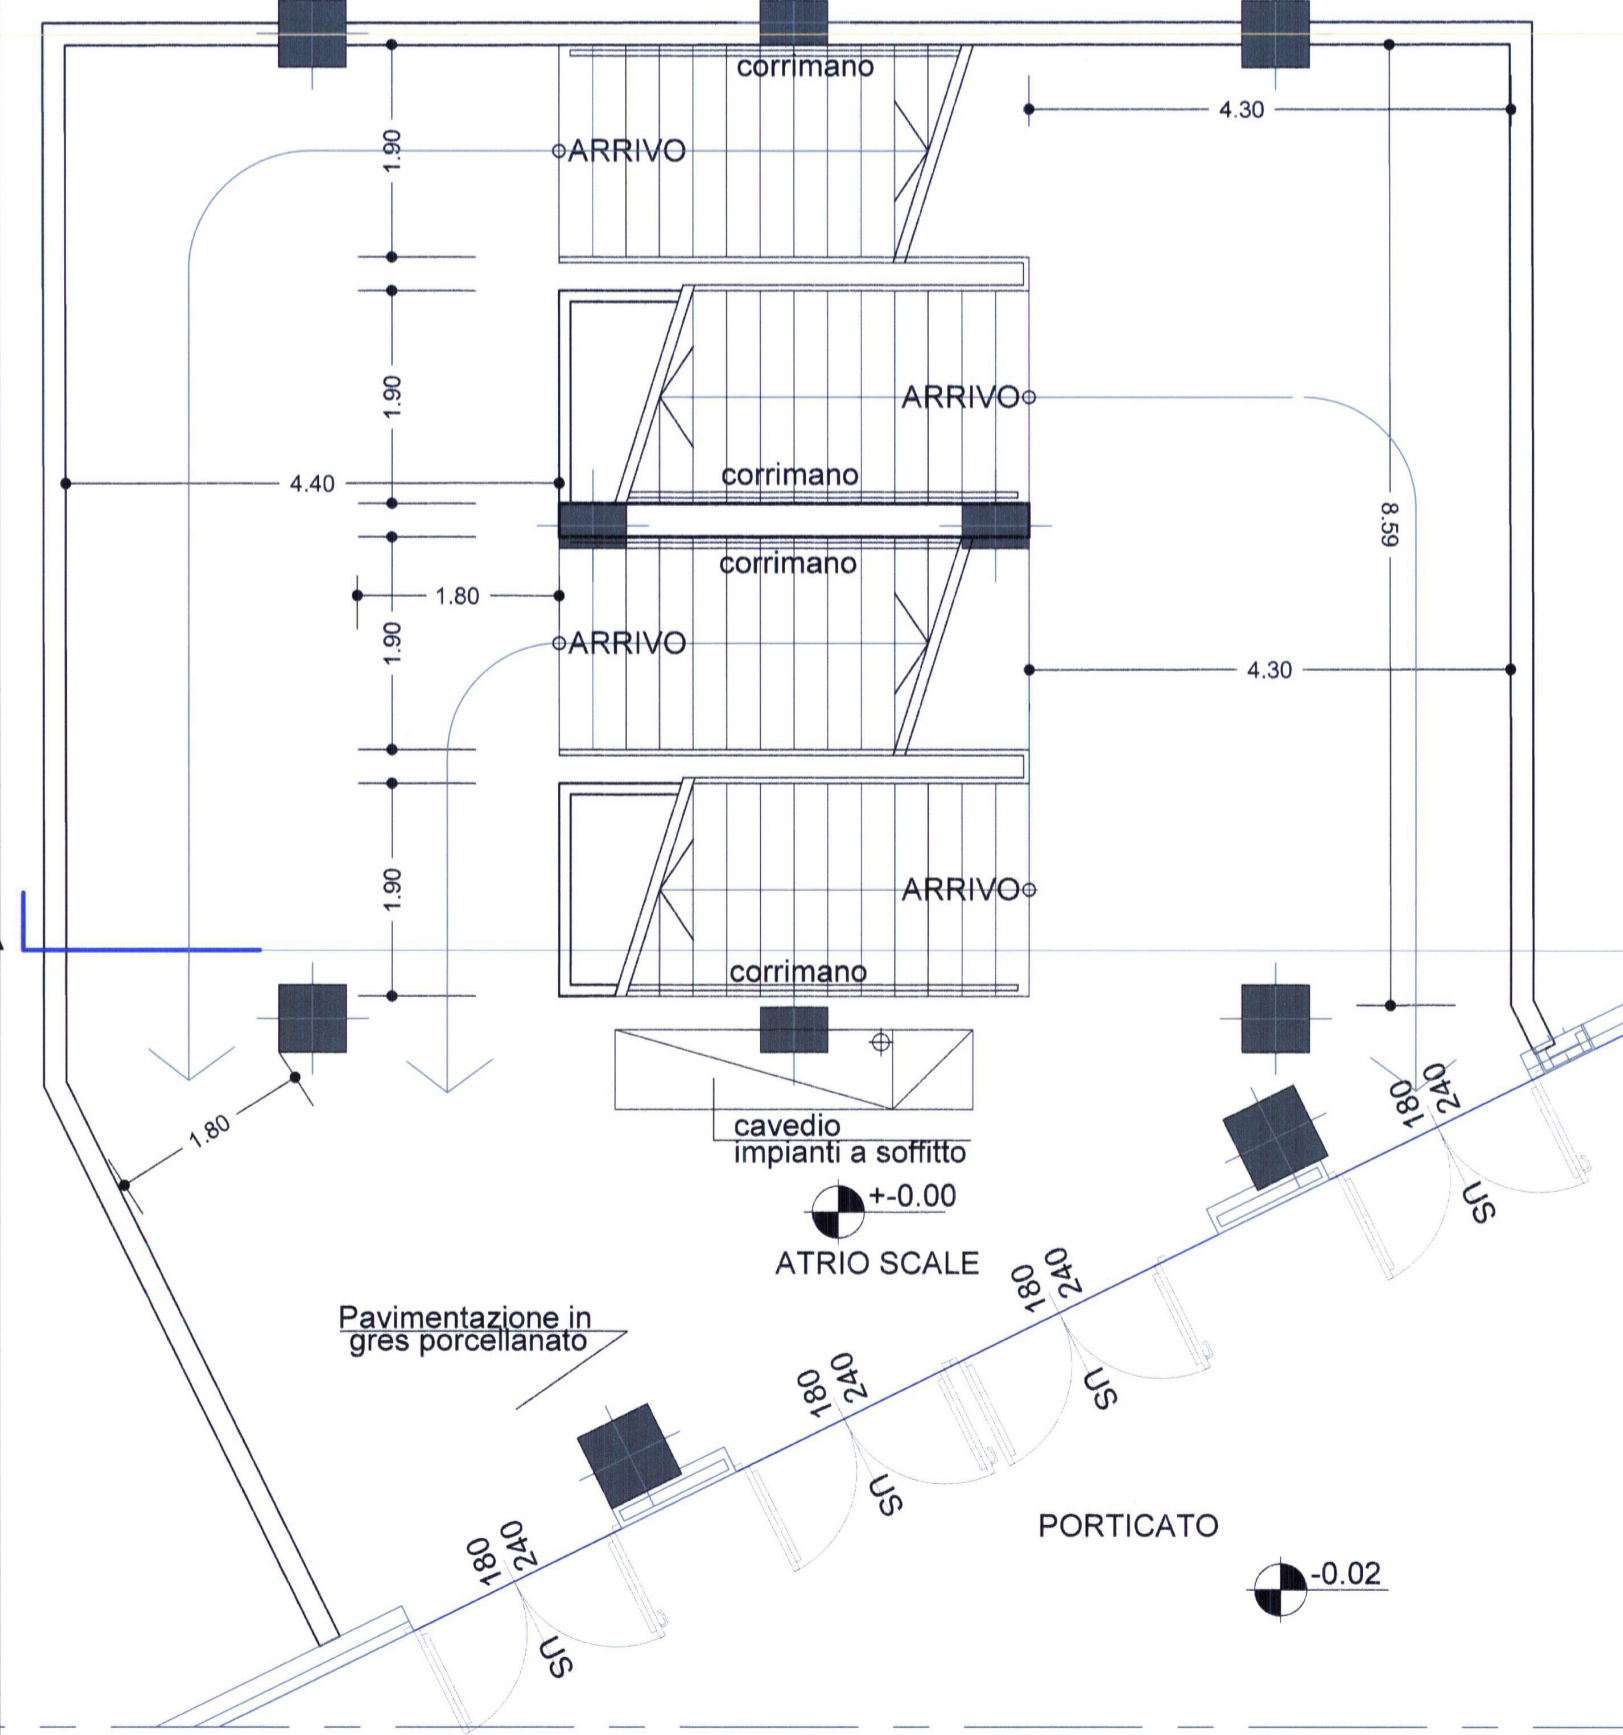 corrimano
4.30
1.90
ARRIVO
1.90
ARRIVO
corrimano
4.40
8.59
corrimano
1.80
1.90
ARRIVO
4.30
1.90
ARRIVO
corrimano
1.80
cavedio
impianti a soffitto
180
240
+-0.00
US
ATRIO SCALE
180
240
Pavimentazione in
gres porcellanato
180
240
US
US
PORTICATO
180
240
-0.02
US